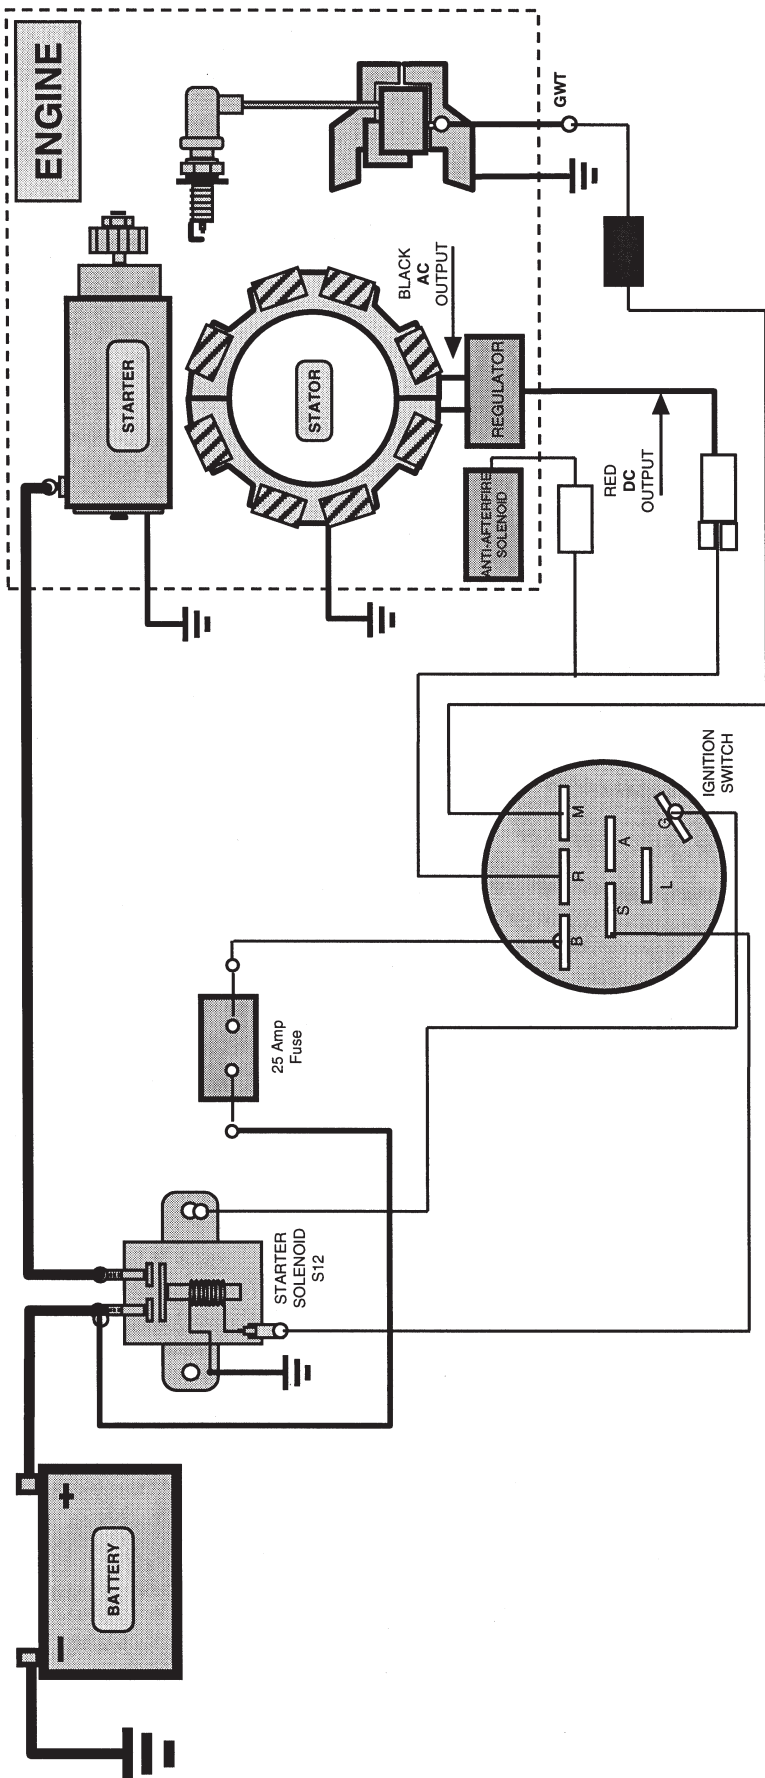 ENGINE
GWT
STARTER
STATOR
BLACK
AC
OUTPUT
REGULATOR
ANTI-AFTERFIRE
SOLENOID
RED
DC
OUTPUT
IGNITION
SWITCH
M
G
A
R
L
S
B
25 Amp
Fuse
STARTER
SOLENOID
S12
+
BATTERY
–